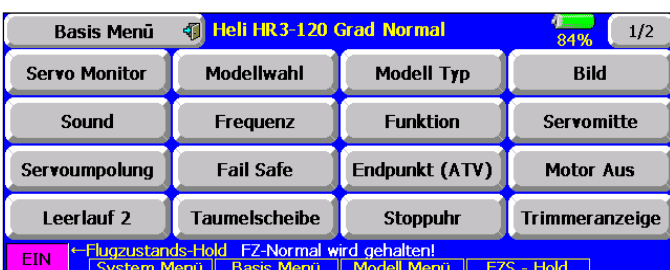 Basis Menü Heli HR3-120 Grad Normal 84% 1/2
Servo Monitor Modellwahl Modell Typ Bild
Sound Frequenz Funktion Servomitte
Servoumpolung Fail Safe Endpunkt (ATV) Motor Aus
Leerlauf 2 Taumelscheibe Stoppuhr Trimmeranzeige
EIN ←Flugzustands-Hold FZ-Normal wird gehalten!
System Menü Basis Menü Modell Menü FZS - Hold